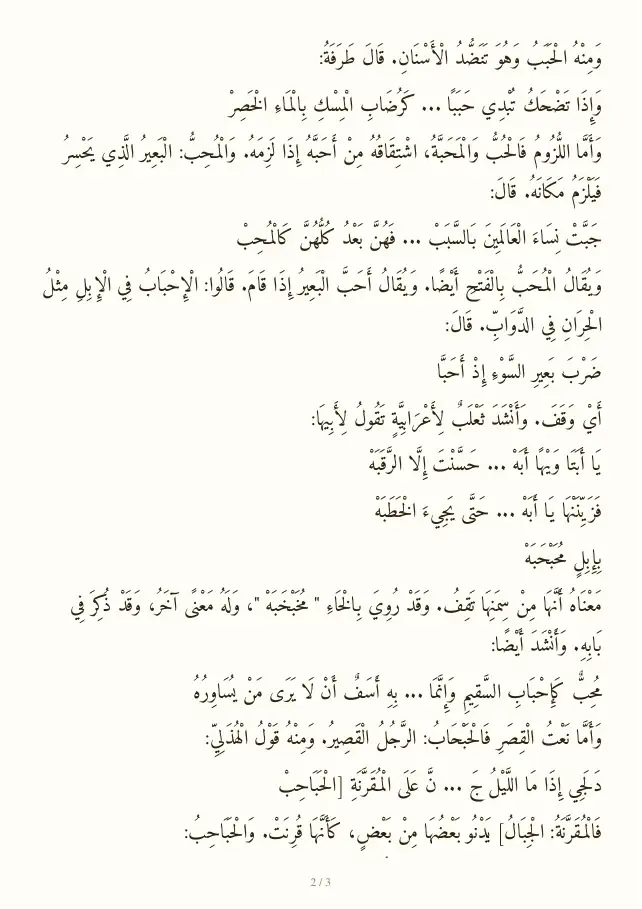 وَمِنْهُ الْحَبَبُ وَهُوَ تَنَضُّدُ الْأَسْنَانِ. قَالَ طَرَفَةُ:
وَإِذَا تَضْحَكُ تُبْدِي حَبَبًا ... كَرُضَابِ الْمِسْكِ بِالْمَاءِ الْخَصِرْ
وَأَمَّا اللُّزُومُ فَالْحُبُّ وَالْمَحَبَّةُ، اشْتِقَاقُهُ مِنْ أَحَبَّهُ إِذَا لَزِمَهُ. وَالْمُحِبُّ: الْبَعِيرُ الَّذِي يَحْسِرُ
فَيَلْزَمُ مَكَانَهُ. قَالَ:
جَبَّتْ نِسَاءَ الْعَالَمِينَ بَالسَّبَبْ ... فَهُنَّ بَعْدُ كُلُّهُنَّ كَالْمُحِبْ
وَيُقَالُ الْمُحَبُّ بِالْفَتْحِ أَيْضًا. وَيُقَالُ أَحَبَّ الْبَعِيرُ إِذَا قَامَ. قَالُوا: الْإِحْبَابُ فِي الْإِبِلِ مِثْلُ
الْحِرَانِ فِي الدَّوَابِّ. قَالَ:
ضَرْبَ بَعِيرِ السَّوْءِ إِذْ أَحَبَّا
أَيْ وَقَفَ. وَأَنْشَدَ ثَعْلَبٌ لِأَعْرَابِيَّةٍ تَقُولُ لِأَبِيهَا:
يَا أَبَتَا وَيْهًا أَبَهْ ... حَسَّنْتَ إِلَّا الرَّقَبَهْ
فَزَيِّنَنْهَا يَا أَبَهْ ... حَتَّى يَجِيءَ الْخَطَبَهْ
بِإِبِلٍ مُحَبْحَبَهْ
مَعْنَاهُ أَنَّهَا مِنْ سِمَنِهَا تَقِفُ. وَقَدْ رُوِيَ بِالْخَاءِ " مُخَبْخَبَهْ "، وَلَهُ مَعْنًى آخَرُ، وَقَدْ ذُكِرَ فِي
بَابِهِ. وَأَنْشَدَ أَيْضًا:
مُحِبٌّ كَإِحْبَابِ السَّقِيمِ وَإِنَّمَا ... بِهِ أَسَفٌ أَنْ لَا يَرَى مَنْ يُسَاوِرُهُ
وَأَمَّا نَعْتُ الْقِصَرِ فَالْحَبْحَابُ: الرَّجُلُ الْقَصِيرُ. وَمِنْهُ قَوْلُ الْهُذَلِيِّ:
دَلَجِي إِذَا مَا اللَّيْلُ جَ ... نَّ عَلَى الْمُقَرَّنَةِ [الْحَبَاحِبْ
فَالْمُقَرَّنَةُ: الْجِبَالُ] يَدْنُو بَعْضُهَا مِنْ بَعْضٍ، كَأَنَّهَا قُرِنَتْ. وَالْحَبَاحِبُ:
2 / 3